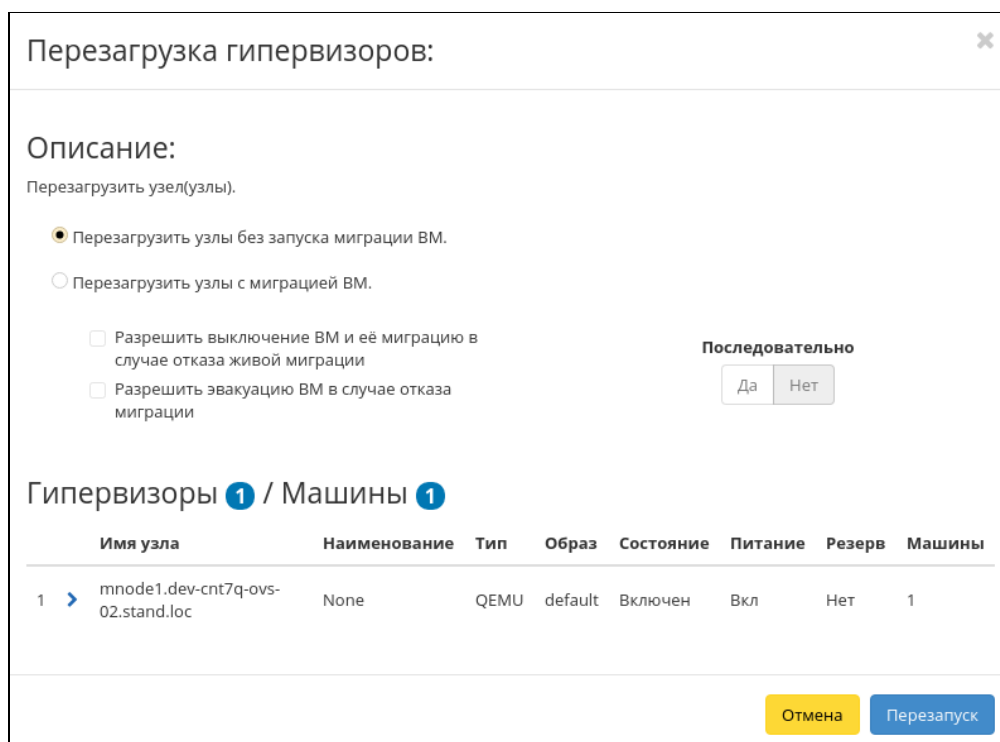 Перезагрузка гипервизоров:
Описание:
Перезагрузить узел(узлы).
Перезагрузить узлы без запуска миграции ВМ.
Перезагрузить узлы с миграцией ВМ.
Разрешить выключение ВМ и её миграцию в
случае отказа живой миграции
Разрешить эвакуацию ВМ в случае отказа
миграции
Последовательно
Да Нет
Гипервизоры 1 / Машины 1
Имя узла Наименование Тип Образ Состояние Питание Резерв Машины
1 mnode1.dev-cnt7q-ovs-
02.stand.loc None QEMU default Включен Вкл Нет 1
Отмена Перезапуск